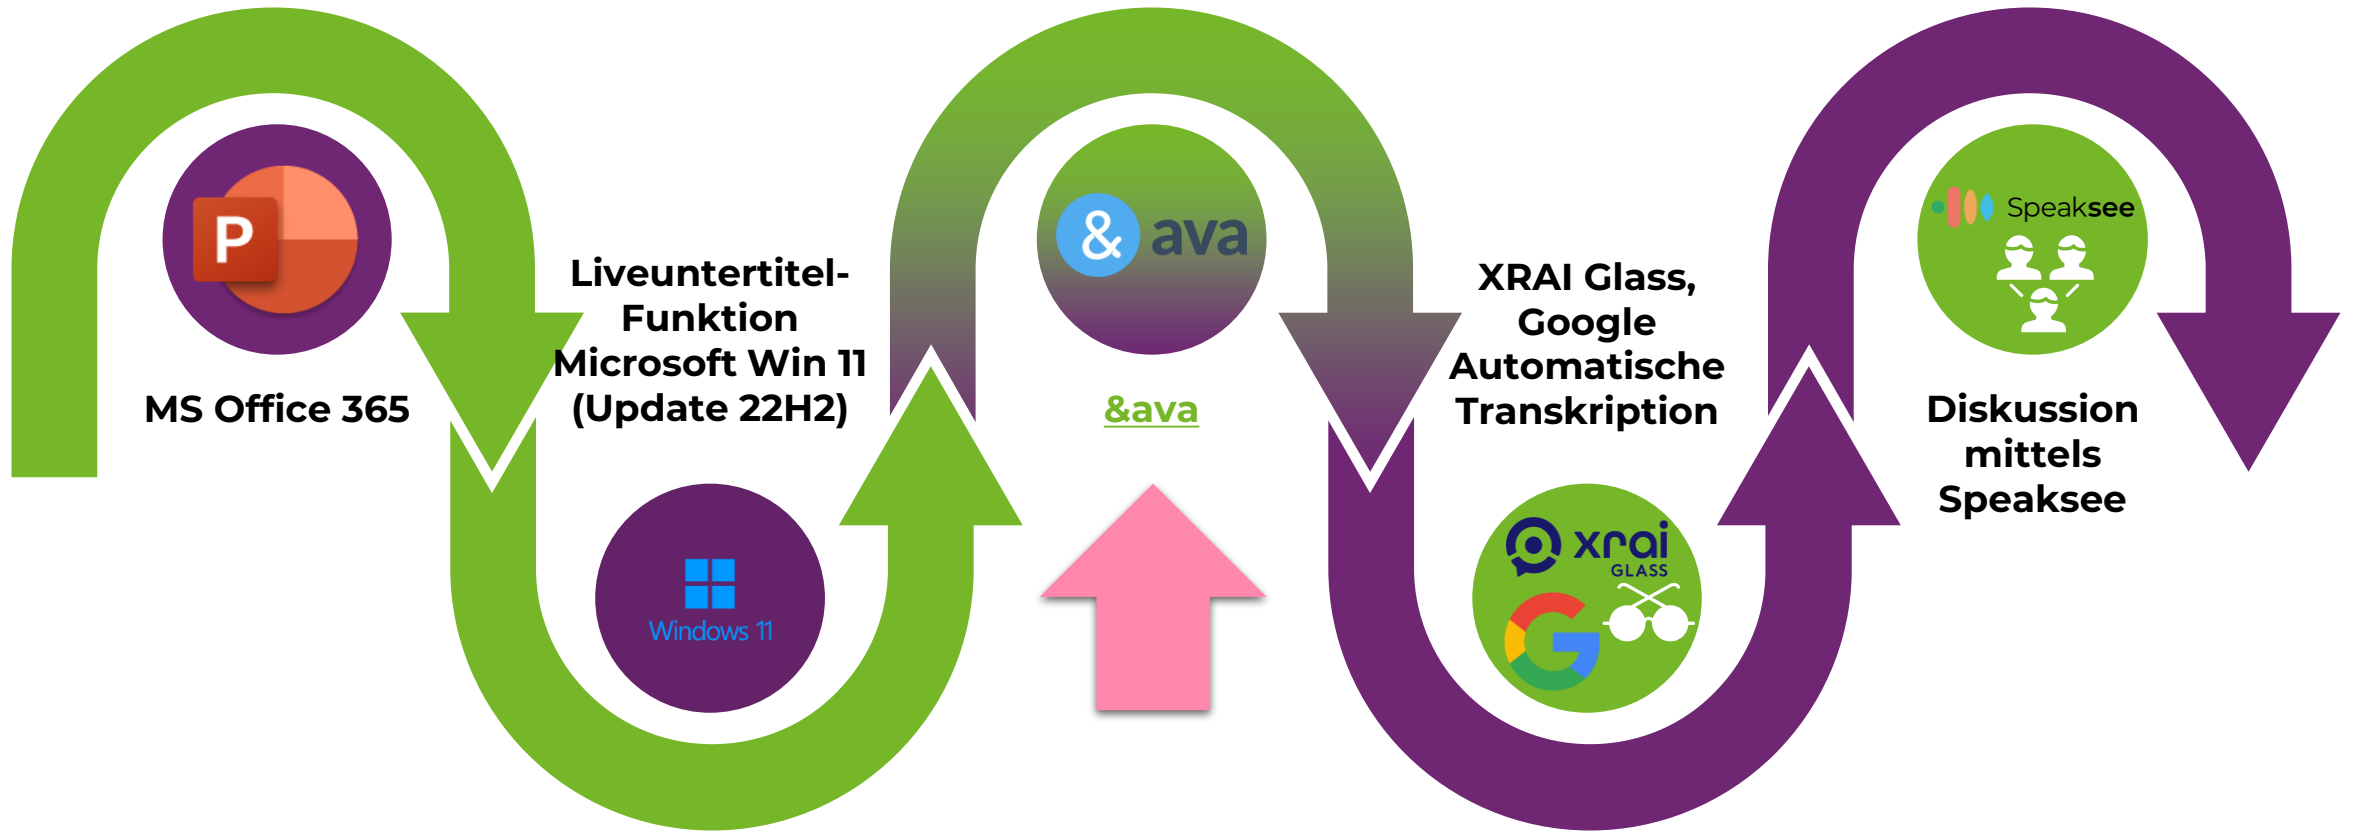 P
MS Office 365
Liveuntertitel-
Funktion
Microsoft Win 11
(Update 22H2)
Windows 11
& ava
&ava
XRAI Glass,
Google
Automatische
Transkription
xrai
GLASS
G
Speaksee
Diskussion
mittels
Speaksee